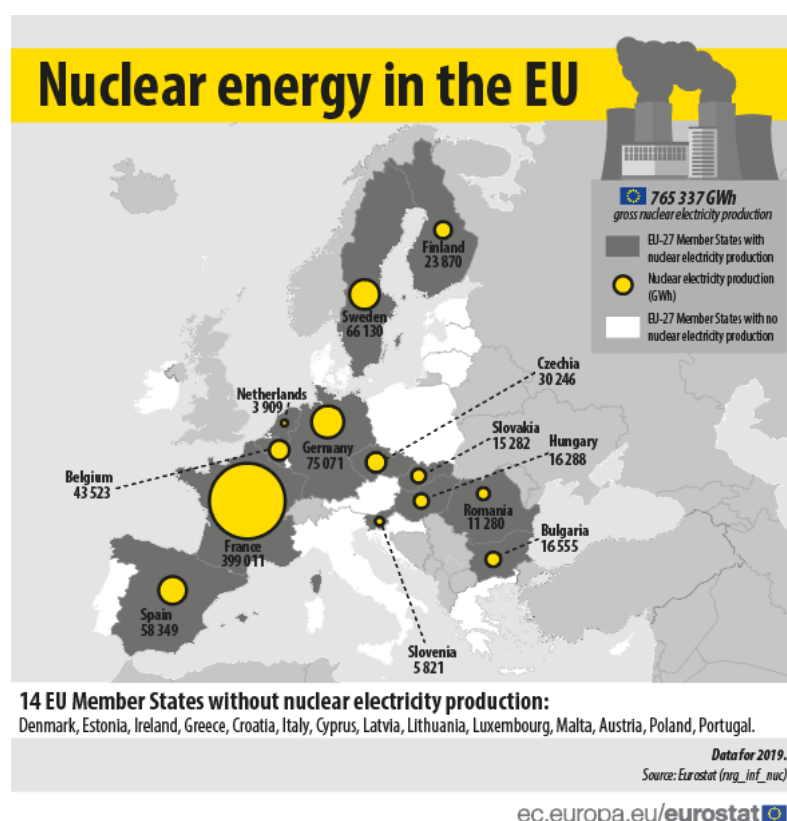 Nuclear energy in the EU
765 337 GWh
gross nuclear electricity production
EU-27 Member States with
nuclear electricity production
Nuclear electricity production
(GWh)
EU-27 Member States with no
nuclear electricity production
Finland
23 870
Sweden
66 130
Czechia
30 246
Netherlands
3 909
Slovakia
15 282
Hungary
16 288
Germany
75 071
Belgium
43 523
Romania
11 280
Bulgaria
16 555
France
399 011
Spain
58 349
Slovenia
5 821
14 EU Member States without nuclear electricity production:
Denmark, Estonia, Ireland, Greece, Croatia, Italy, Cyprus, Latvia, Lithuania, Luxembourg, Malta, Austria, Poland, Portugal.
Data for 2019.
Source: Eurostat (nrg_inf_nuc)
ec.europa.eu/eurostat